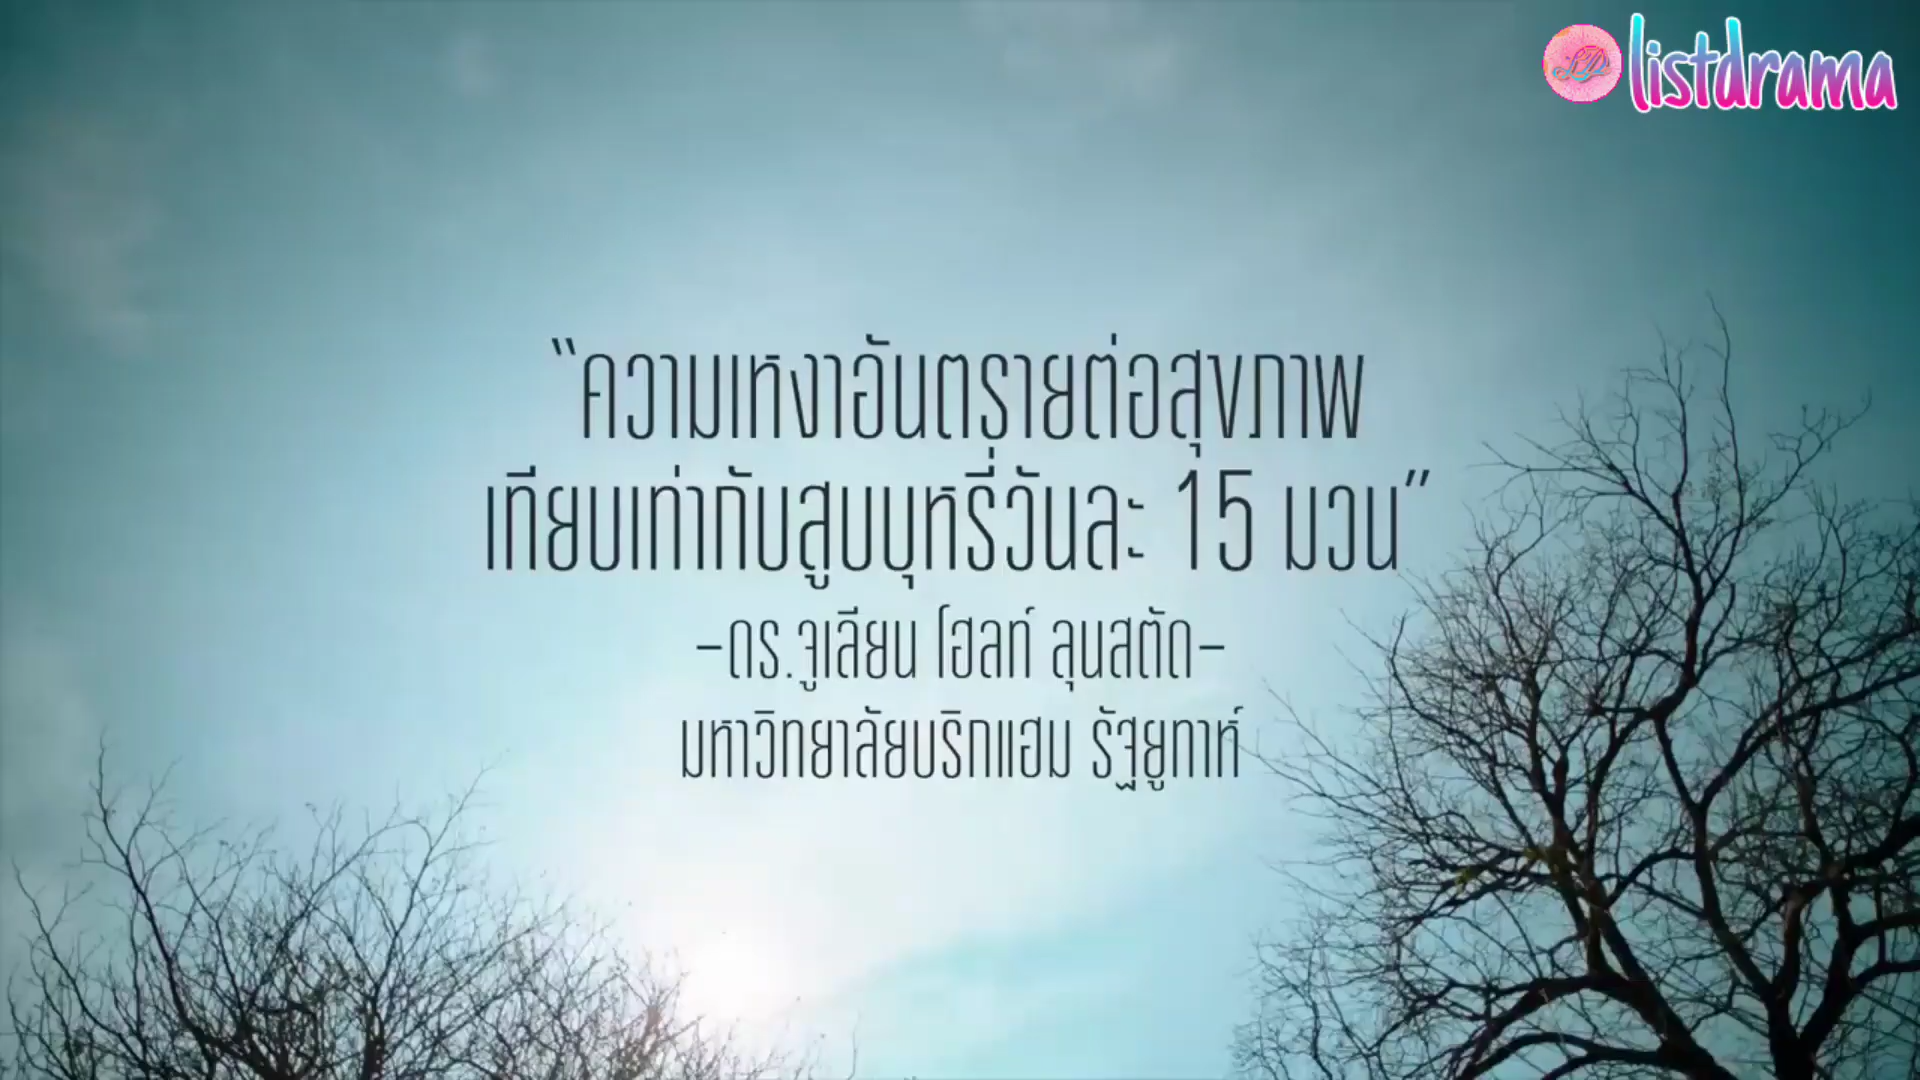 listdrama
“ความเหงาอันตรายต่อสุขภาพ
เทียบเท่ากับสูบบุหรี่วันละ 15 มวน”
-ดร.จูเลียน โฮลท์ ลุนสตัด-
มหาวิทยาลัยบริกแฮม รัฐยูทาห์